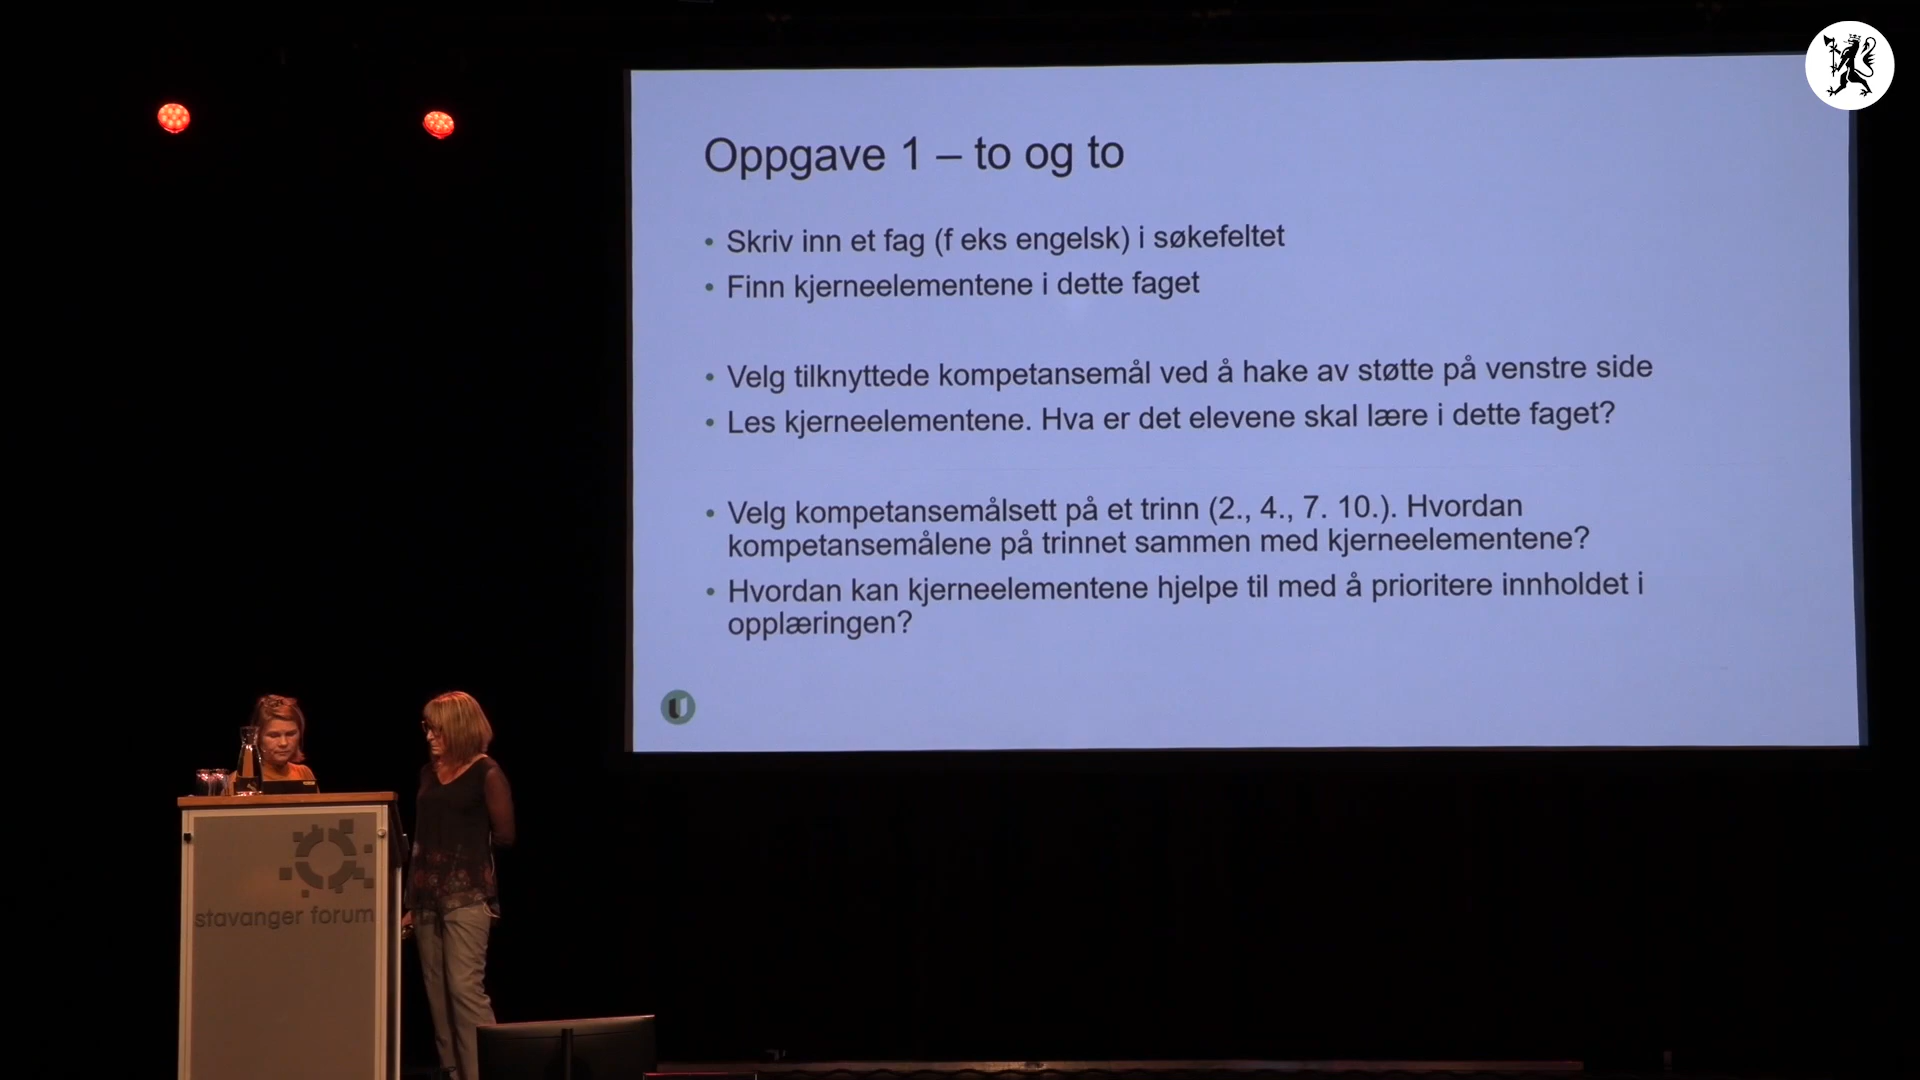 Oppgave 1 – to og to
• Skriv inn et fag (f eks engelsk) i søkefeltet
• Finn kjerneelementene i dette faget
• Velg tilknyttede kompetansemål ved å hake av støtte på venstre side
• Les kjerneelementene. Hva er det elevene skal lære i dette faget?
• Velg kompetansemålsett på et trinn (2., 4., 7. 10.). Hvordan
kompetansemålene på trinnet sammen med kjerneelementene?
• Hvordan kan kjerneelementene hjelpe til med å prioritere innholdet i
opplæringen?
stavanger forum